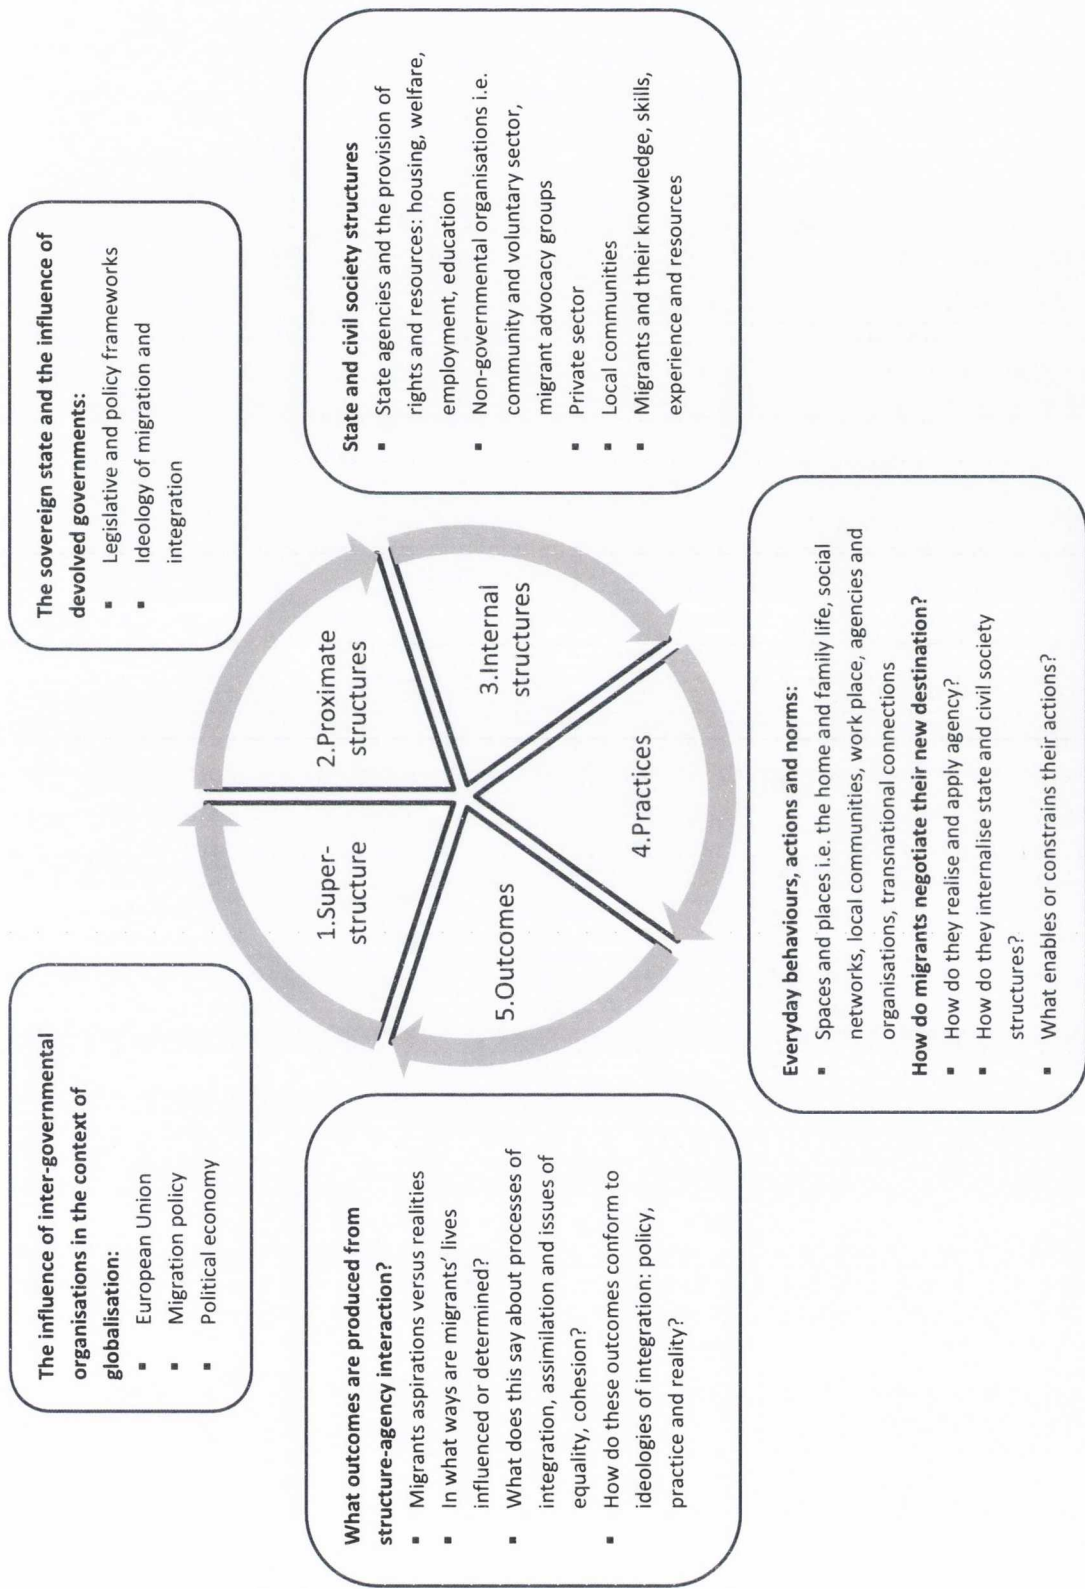 The influence of inter-governmental
organisations in the context of
globalisation:
▪ European Union
▪ Migration policy
▪ Political economy
The sovereign state and the influence of
devolved governments:
▪ Legislative and policy frameworks
▪ Ideology of migration and
integration
1.Super-
structure
2.Proximate
structures
3.Internal
structures
4.Practices
5.Outcomes
State and civil society structures
▪ State agencies and the provision of
rights and resources: housing, welfare,
employment, education
▪ Non-governmental organisations i.e.
community and voluntary sector,
migrant advocacy groups
▪ Private sector
▪ Local communities
▪ Migrants and their knowledge, skills,
experience and resources
Everyday behaviours, actions and norms:
▪ Spaces and places i.e. the home and family life, social
networks, local communities, work place, agencies and
organisations, transnational connections
How do migrants negotiate their new destination?
▪ How do they realise and apply agency?
▪ How do they internalise state and civil society
structures?
▪ What enables or constrains their actions?
What outcomes are produced from
structure-agency interaction?
▪ Migrants aspirations versus realities
▪ In what ways are migrants' lives
influenced or determined?
▪ What does this say about processes of
integration, assimilation and issues of
equality, cohesion?
▪ How do these outcomes conform to
ideologies of integration: policy,
practice and reality?